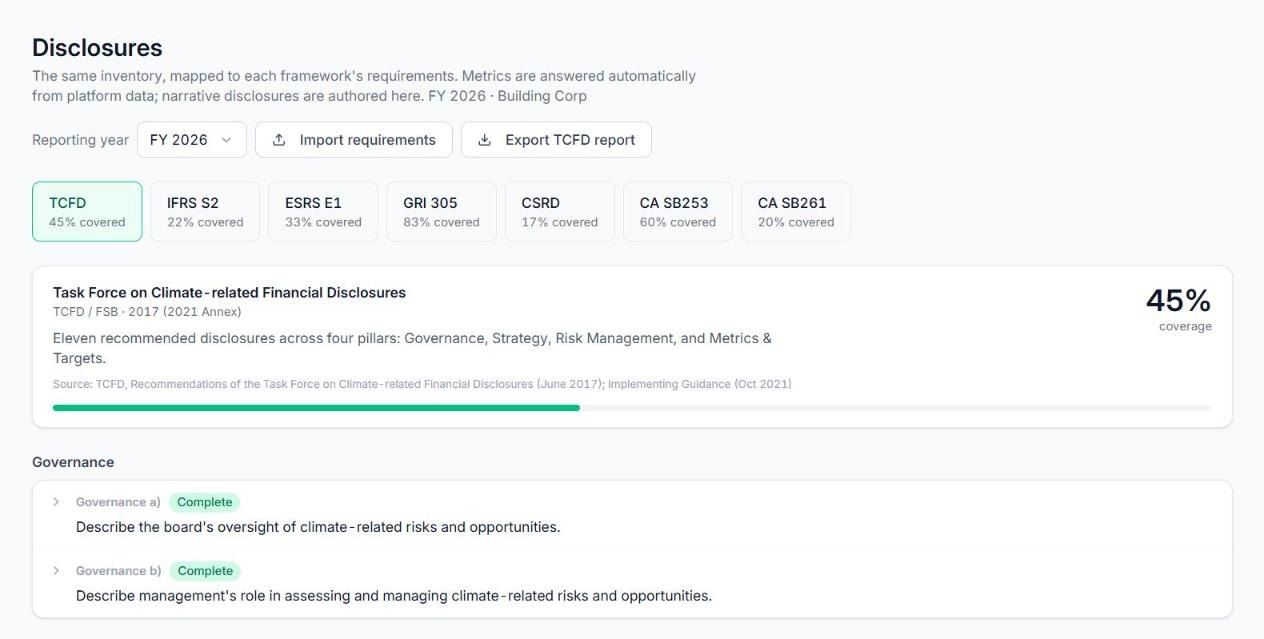 Disclosures
The same inventory, mapped to each framework's requirements. Metrics are answered automatically
from platform data; narrative disclosures are authored here. FY 2026 · Building Corp
Reporting year FY 2026 Import requirements Export TCFD report
TCFD IFRS S2 ESRS E1 GRI 305 CSRD CA SB253 CA SB261
45% covered 22% covered 33% covered 83% covered 17% covered 60% covered 20% covered
Task Force on Climate-related Financial Disclosures 45%
TCFD / FSB · 2017 (2021 Annex) coverage
Eleven recommended disclosures across four pillars: Governance, Strategy, Risk Management, and Metrics &
Targets.
Source: TCFD, Recommendations of the Task Force on Climate-related Financial Disclosures (June 2017); Implementing Guidance (Oct 2021)
Governance
Governance a) Complete
Describe the board's oversight of climate-related risks and opportunities.
Governance b) Complete
Describe management's role in assessing and managing climate-related risks and opportunities.